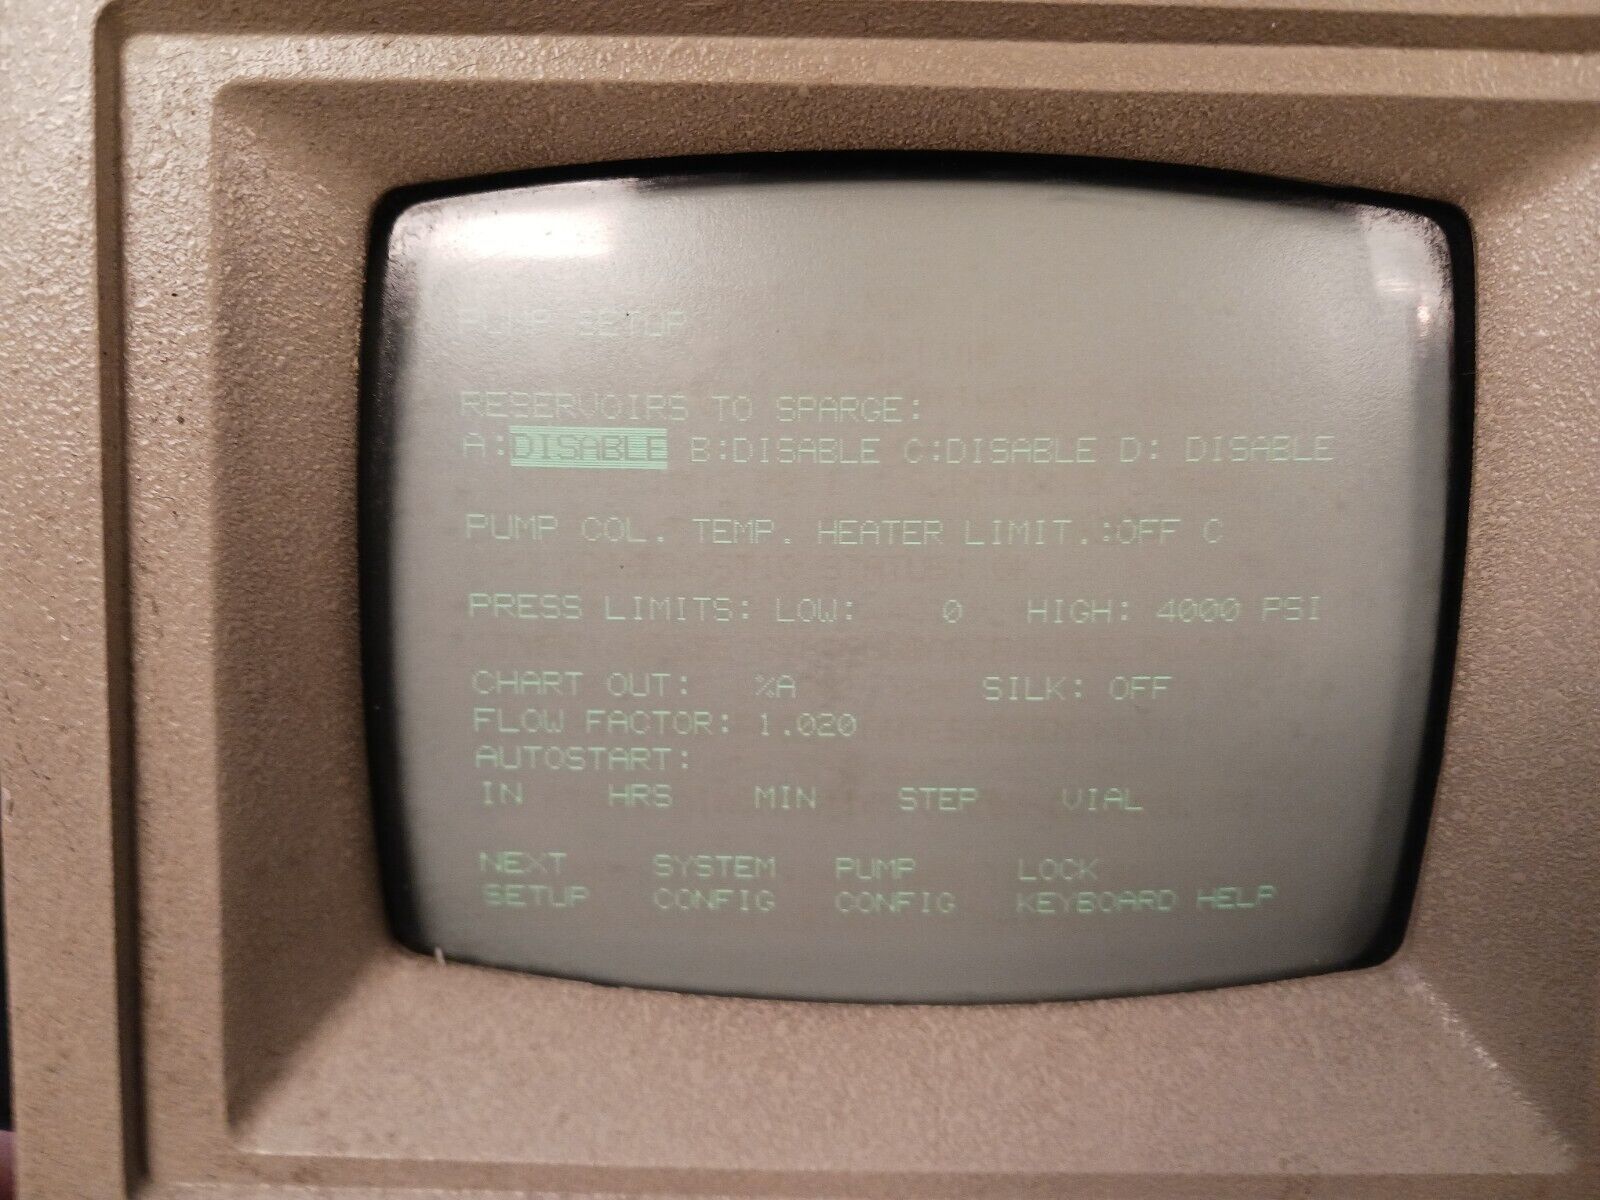 PUMP SETUP
RESERVOIRS TO SPARGE:
A:DISABLE B:DISABLE C:DISABLE D: DISABLE
PUMP COL. TEMP. HEATER LIMIT.:OFF C
PRESS LIMITS: LOW: 0 HIGH: 4000 PSI
CHART OUT: %A SILK: OFF
FLOW FACTOR: 1.020
AUTOSTART:
IN HRS MIN STEP VIAL
NEXT SYSTEM PUMP LOCK
SETUP CONFIG CONFIG KEYBOARD HELP